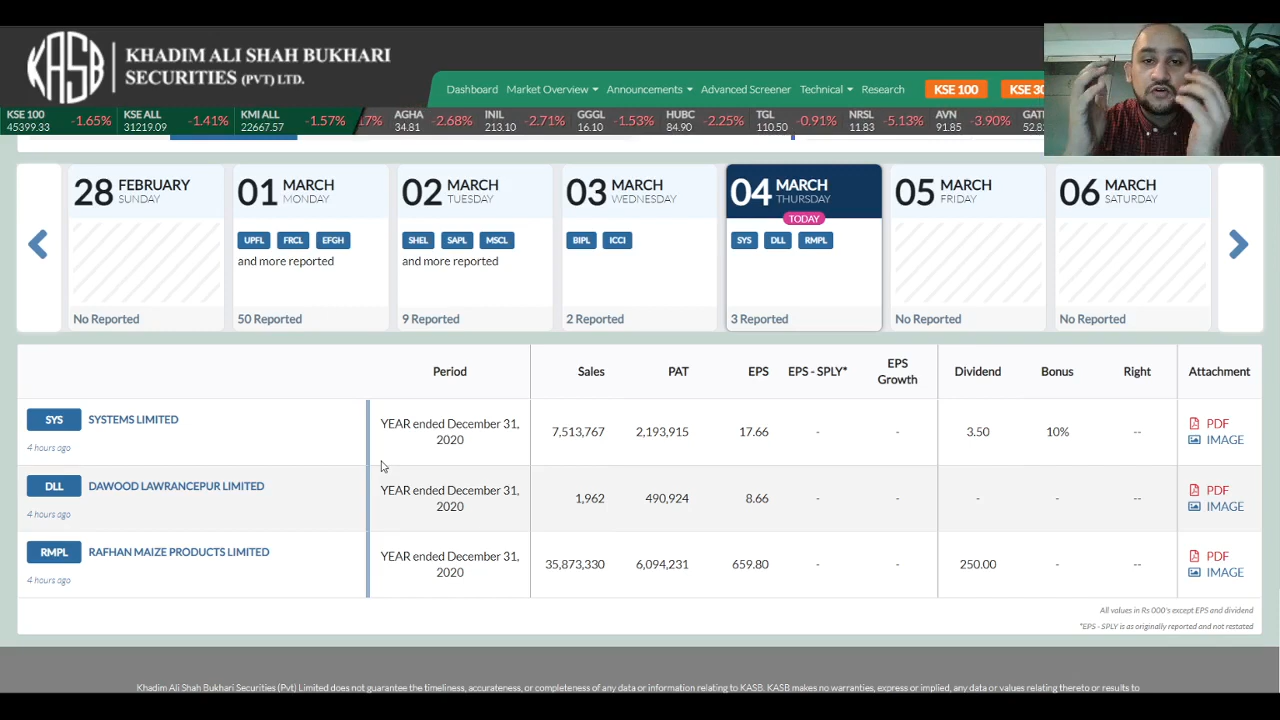 KASB
KHADIM ALI SHAH BUKHARI
SECURITIES (PVT) LTD.
Dashboard Market Overview Announcements Advanced Screener Technical Research KSE 100 KSE 30
KSE 100 45399.33 -1.65%
KSE ALL 31219.09 -1.41%
KMI ALL 22667.57 -1.57%
.7%
AGHA 34.81 -2.68%
INIL 213.10 -2.71%
GGGL 16.10 -1.53%
HUBC 84.90 -2.25%
TGL 110.50 -0.91%
NRSL 11.83 -5.13%
AVN 91.85 -3.90%
GAT
52.8
28 FEBRUARY SUNDAY
No Reported
01 MARCH MONDAY
UPFL FRCL EFGH
and more reported
50 Reported
02 MARCH TUESDAY
SHEL SAPL MSCL
and more reported
9 Reported
03 MARCH WEDNESDAY
BIPL ICCI
2 Reported
04 MARCH THURSDAY
TODAY
SYS DLL RMPL
3 Reported
05 MARCH FRIDAY
No Reported
06 MARCH SATURDAY
No Reported
Period Sales PAT EPS EPS - SPLY* EPS Growth Dividend Bonus Right Attachment
SYS SYSTEMS LIMITED
4 hours ago
YEAR ended December 31, 2020
7,513,767 2,193,915 17.66 - - 3.50 10% --
PDF
IMAGE
DLL DAWOOD LAWRANCEPUR LIMITED
4 hours ago
YEAR ended December 31, 2020
1,962 490,924 8.66 - - - - --
PDF
IMAGE
RMPL RAFHAN MAIZE PRODUCTS LIMITED
4 hours ago
YEAR ended December 31, 2020
35,873,330 6,094,231 659.80 - - 250.00 - --
PDF
IMAGE
All values in Rs 000's except EPS and dividend
*EPS - SPLY is as originally reported and not restated
Khadim Ali Shah Bukhari Securities (Pvt) Limited does not guarantee the timeliness, accurateness, or completeness of any data or information relating to KASB. KASB makes no warranties, express or implied, any data or values relating thereto or results to